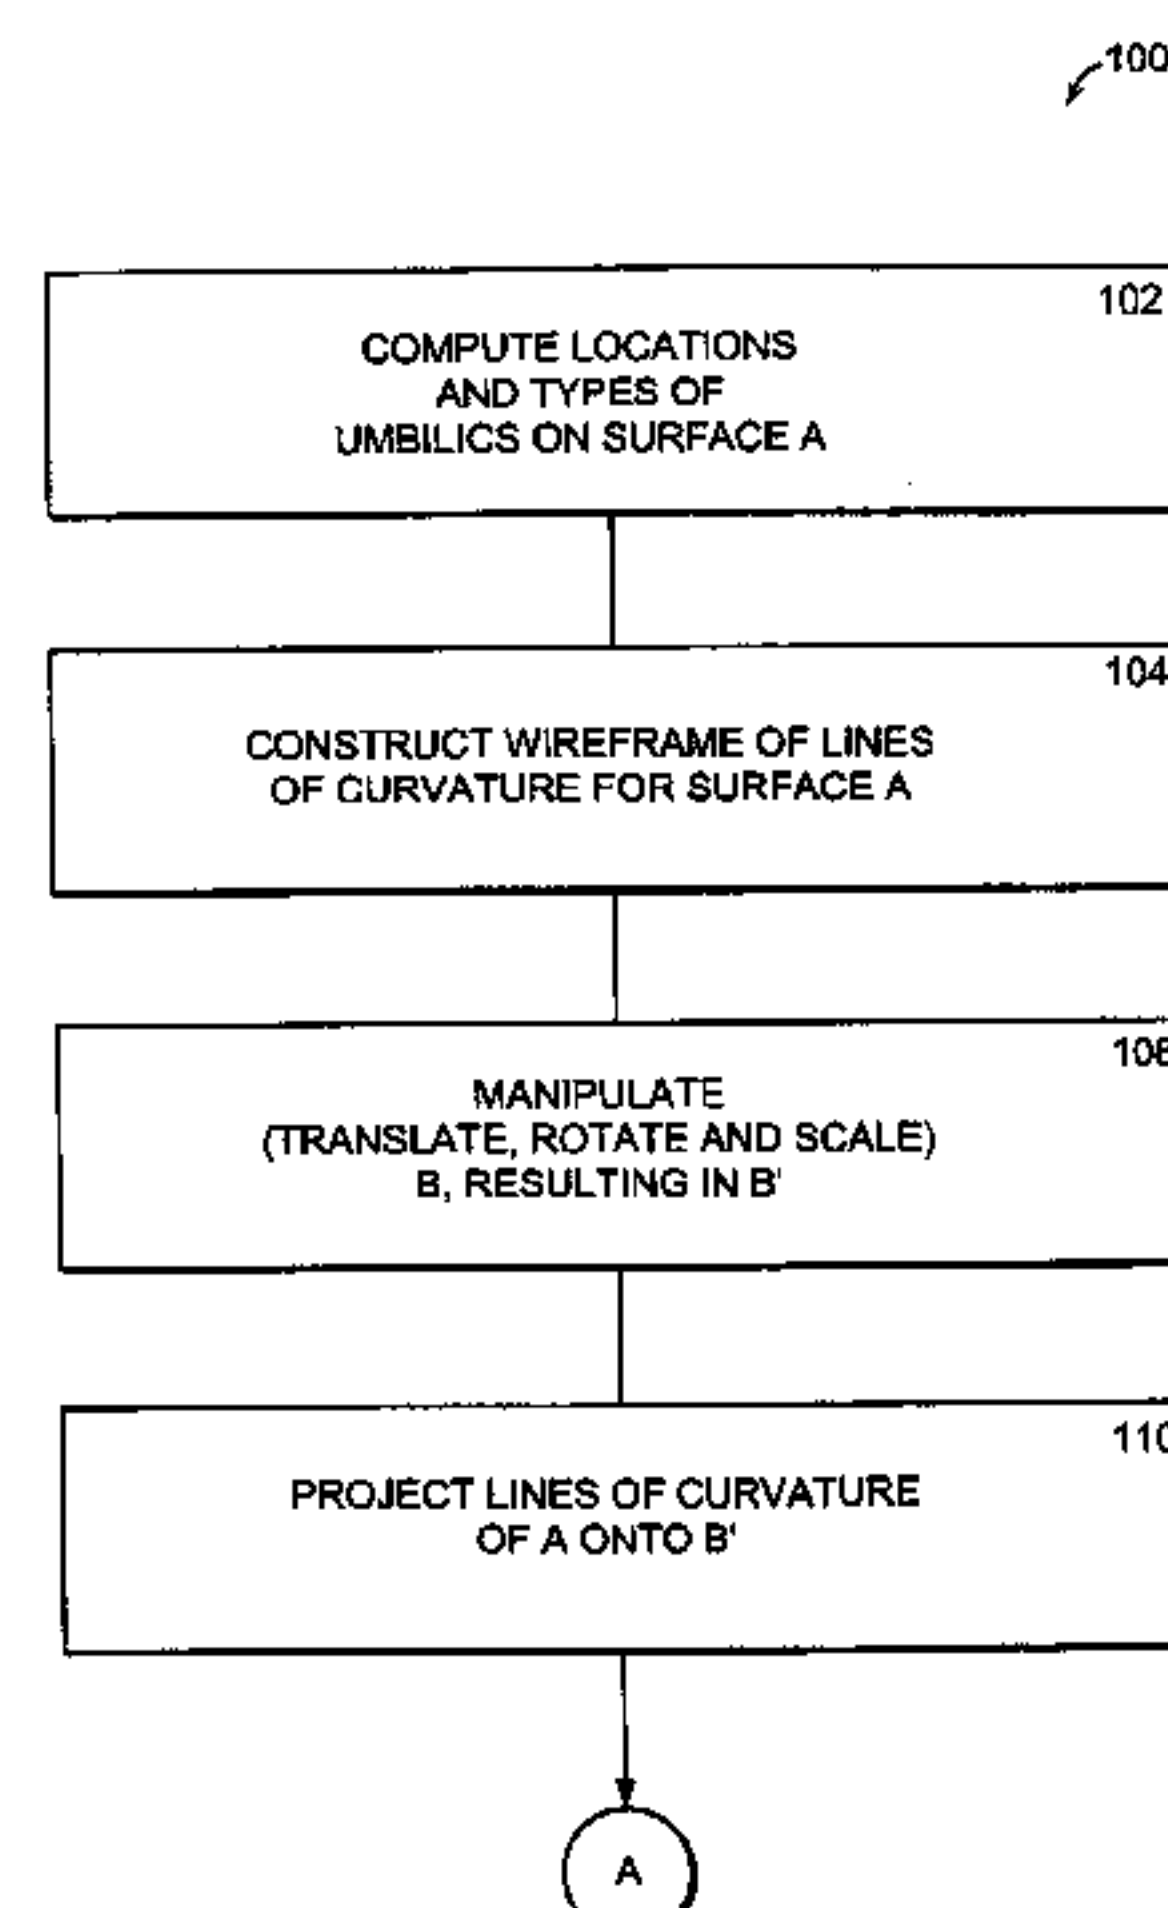 100
102
COMPUTE LOCATIONS
AND TYPES OF
UMBILICS ON SURFACE A
104
CONSTRUCT WIREFRAME OF LINES
OF CURVATURE FOR SURFACE A
MANIPULATE
(TRANSLATE, ROTATE AND SCALE)
B, RESULTING IN B'
110
PROJECT LINES OF CURVATURE
OF A ONTO B'
A